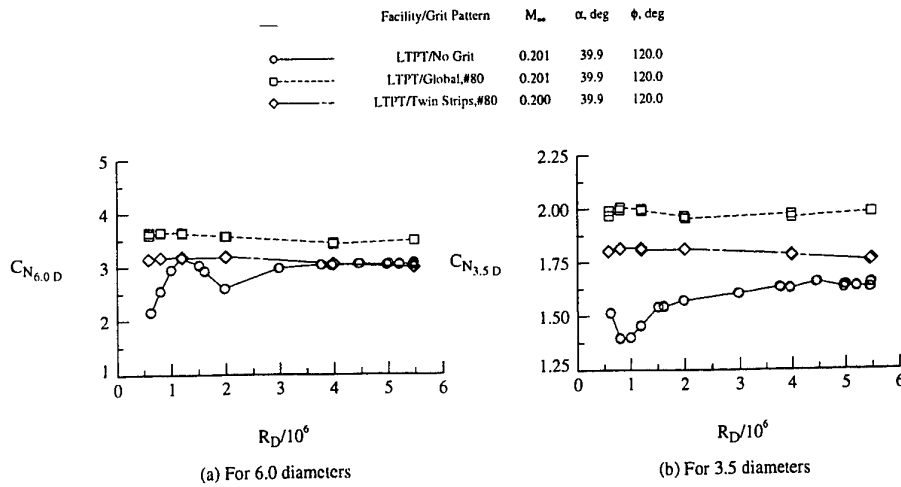 Facility/Grit Pattern M∞ α, deg ϕ, deg
LTPT/No Grit 0.201 39.9 120.0
LTPT/Global,#80 0.201 39.9 120.0
LTPT/Twin Strips,#80 0.200 39.9 120.0
5
4
3
2
1
C_N_6.0 D
0 1 2 3 4 5 6
R_D/10^6
(a) For 6.0 diameters
2.25
2.00
1.75
1.50
1.25
C_N_3.5 D
0 1 2 3 4 5 6
R_D/10^6
(b) For 3.5 diameters